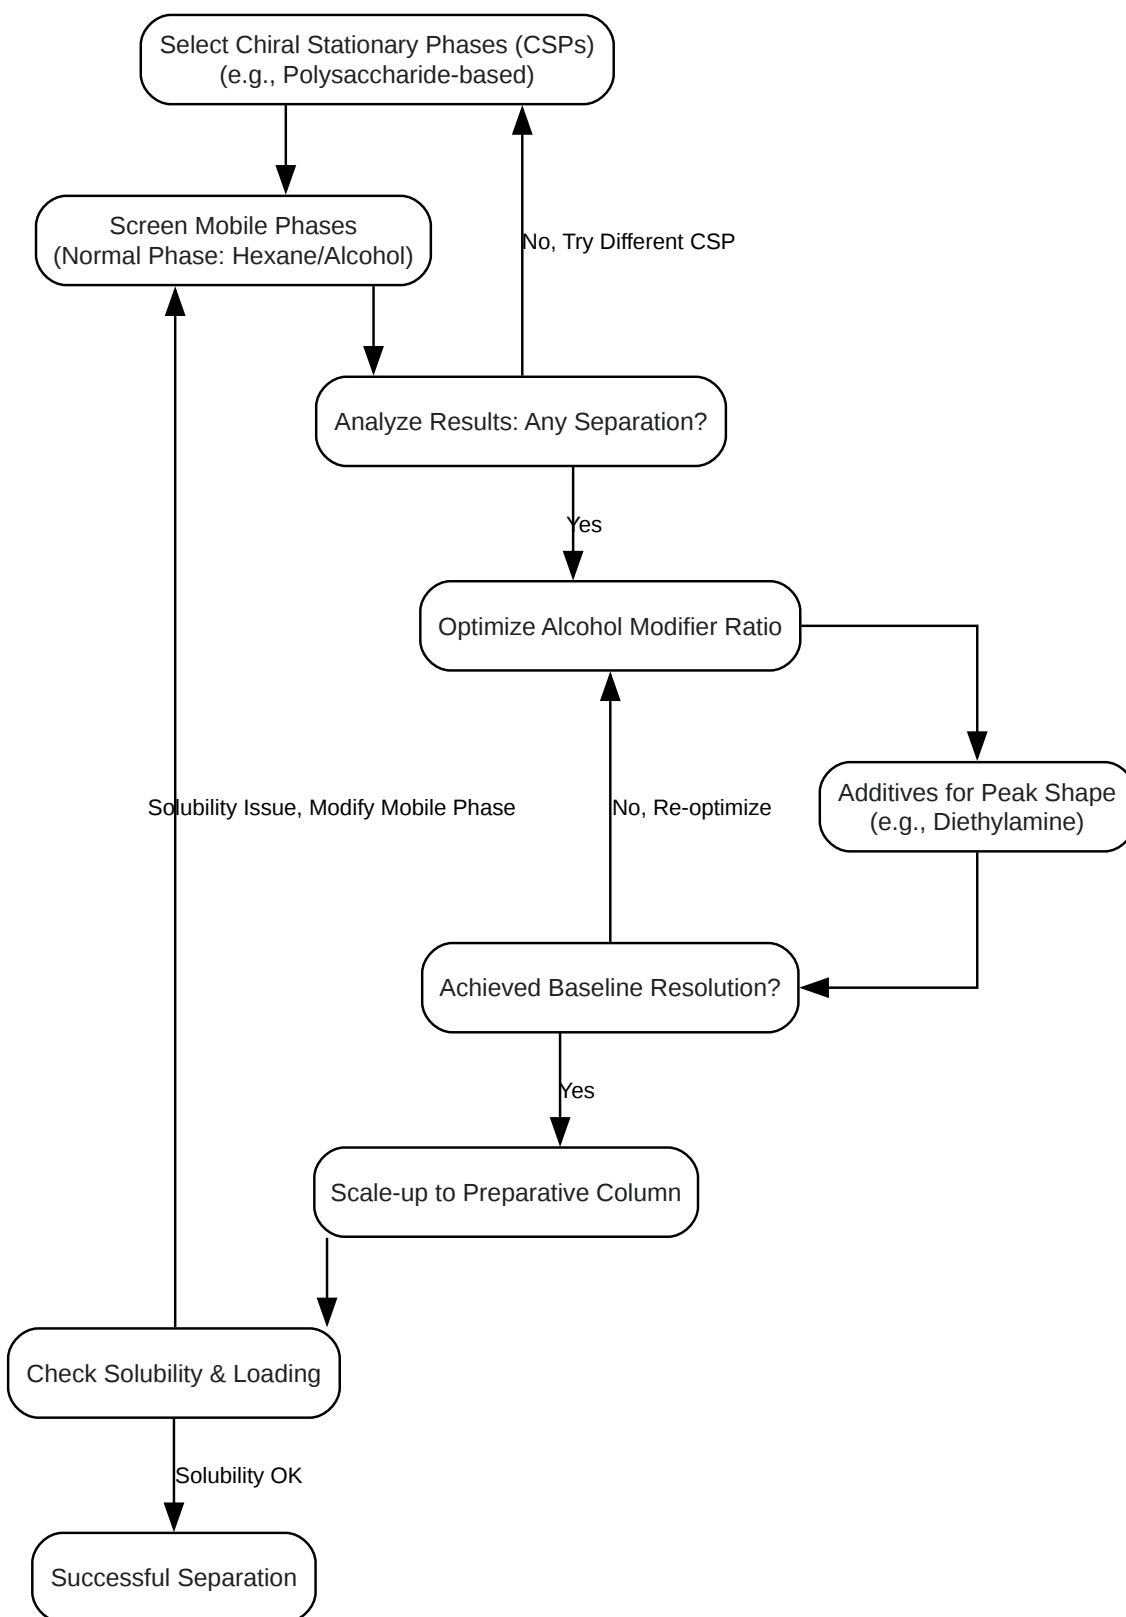 Select Chiral Stationary Phases (CSPs)
(e.g., Polysaccharide-based)
Screen Mobile Phases
(Normal Phase: Hexane/Alcohol)
No, Try Different CSP
Analyze Results: Any Separation?
Yes
Optimize Alcohol Modifier Ratio
Solubility Issue, Modify Mobile Phase
No, Re-optimize
Additives for Peak Shape
(e.g., Diethylamine)
Achieved Baseline Resolution?
Yes
Scale-up to Preparative Column
Check Solubility & Loading
Solubility OK
Successful Separation